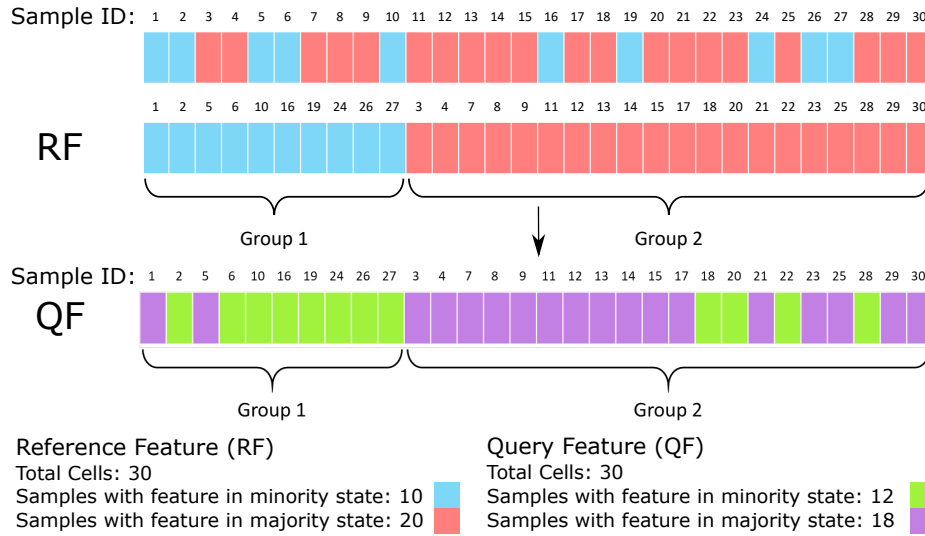 Sample ID: 1 2 3 4 5 6 7 8 9 10 11 12 13 14 15 16 17 18 19 20 21 22 23 24 25 26 27 28 29 30
RF 1 2 5 6 10 16 19 24 26 27 3 4 7 8 9 11 12 13 14 15 17 18 20 21 22 23 25 28 29 30
Group 1 Group 2
Sample ID: 1 2 5 6 10 16 19 24 26 27 3 4 7 8 9 11 12 13 14 15 17 18 20 21 22 23 25 28 29 30
QF
Group 1 Group 2
Reference Feature (RF)
Total Cells: 30
Samples with feature in minority state: 10
Samples with feature in majority state: 20
Query Feature (QF)
Total Cells: 30
Samples with feature in minority state: 12
Samples with feature in majority state: 18